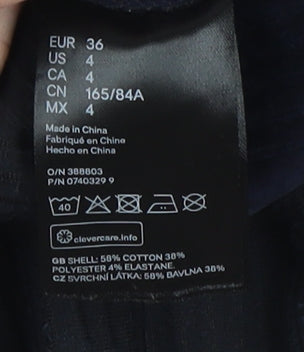 EUR 36
US 4
CA 4
CN 165/84A
MX 4
Made in China
Fabriqué en Chine
Hecho en China
O/N 388803
P/N 0740329 9
40
clevercare.info
GB SHELL: 58% COTTON 38%
POLYESTER 4% ELASTANE.
CZ SVRCHNÍ LÁTKA: 58% BAVLNA 38%